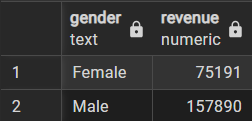 gender revenue
text numeric
1 Female 75191
2 Male 157890